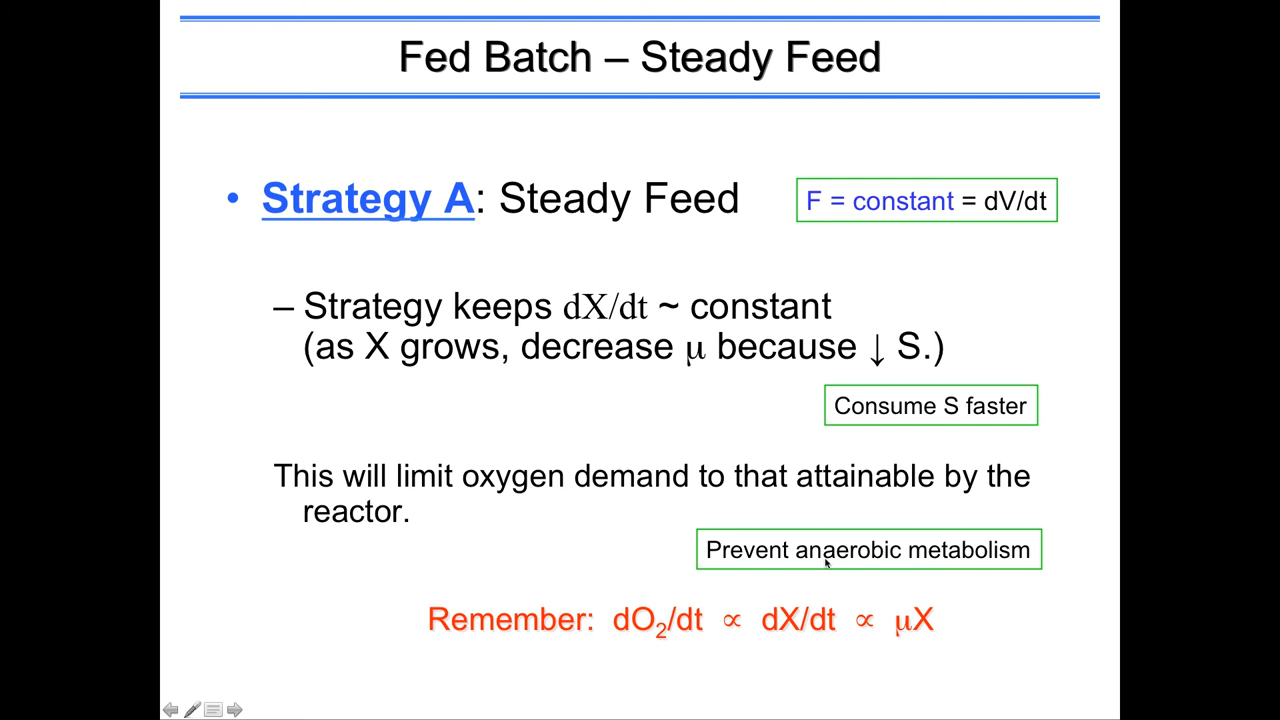 Fed Batch – Steady Feed
• Strategy A: Steady Feed
F = constant = dV/dt
– Strategy keeps dX/dt ~ constant
(as X grows, decrease μ because ↓ S.)
Consume S faster
This will limit oxygen demand to that attainable by the
reactor.
Prevent anaerobic metabolism
Remember: dO₂/dt ∝ dX/dt ∝ μX